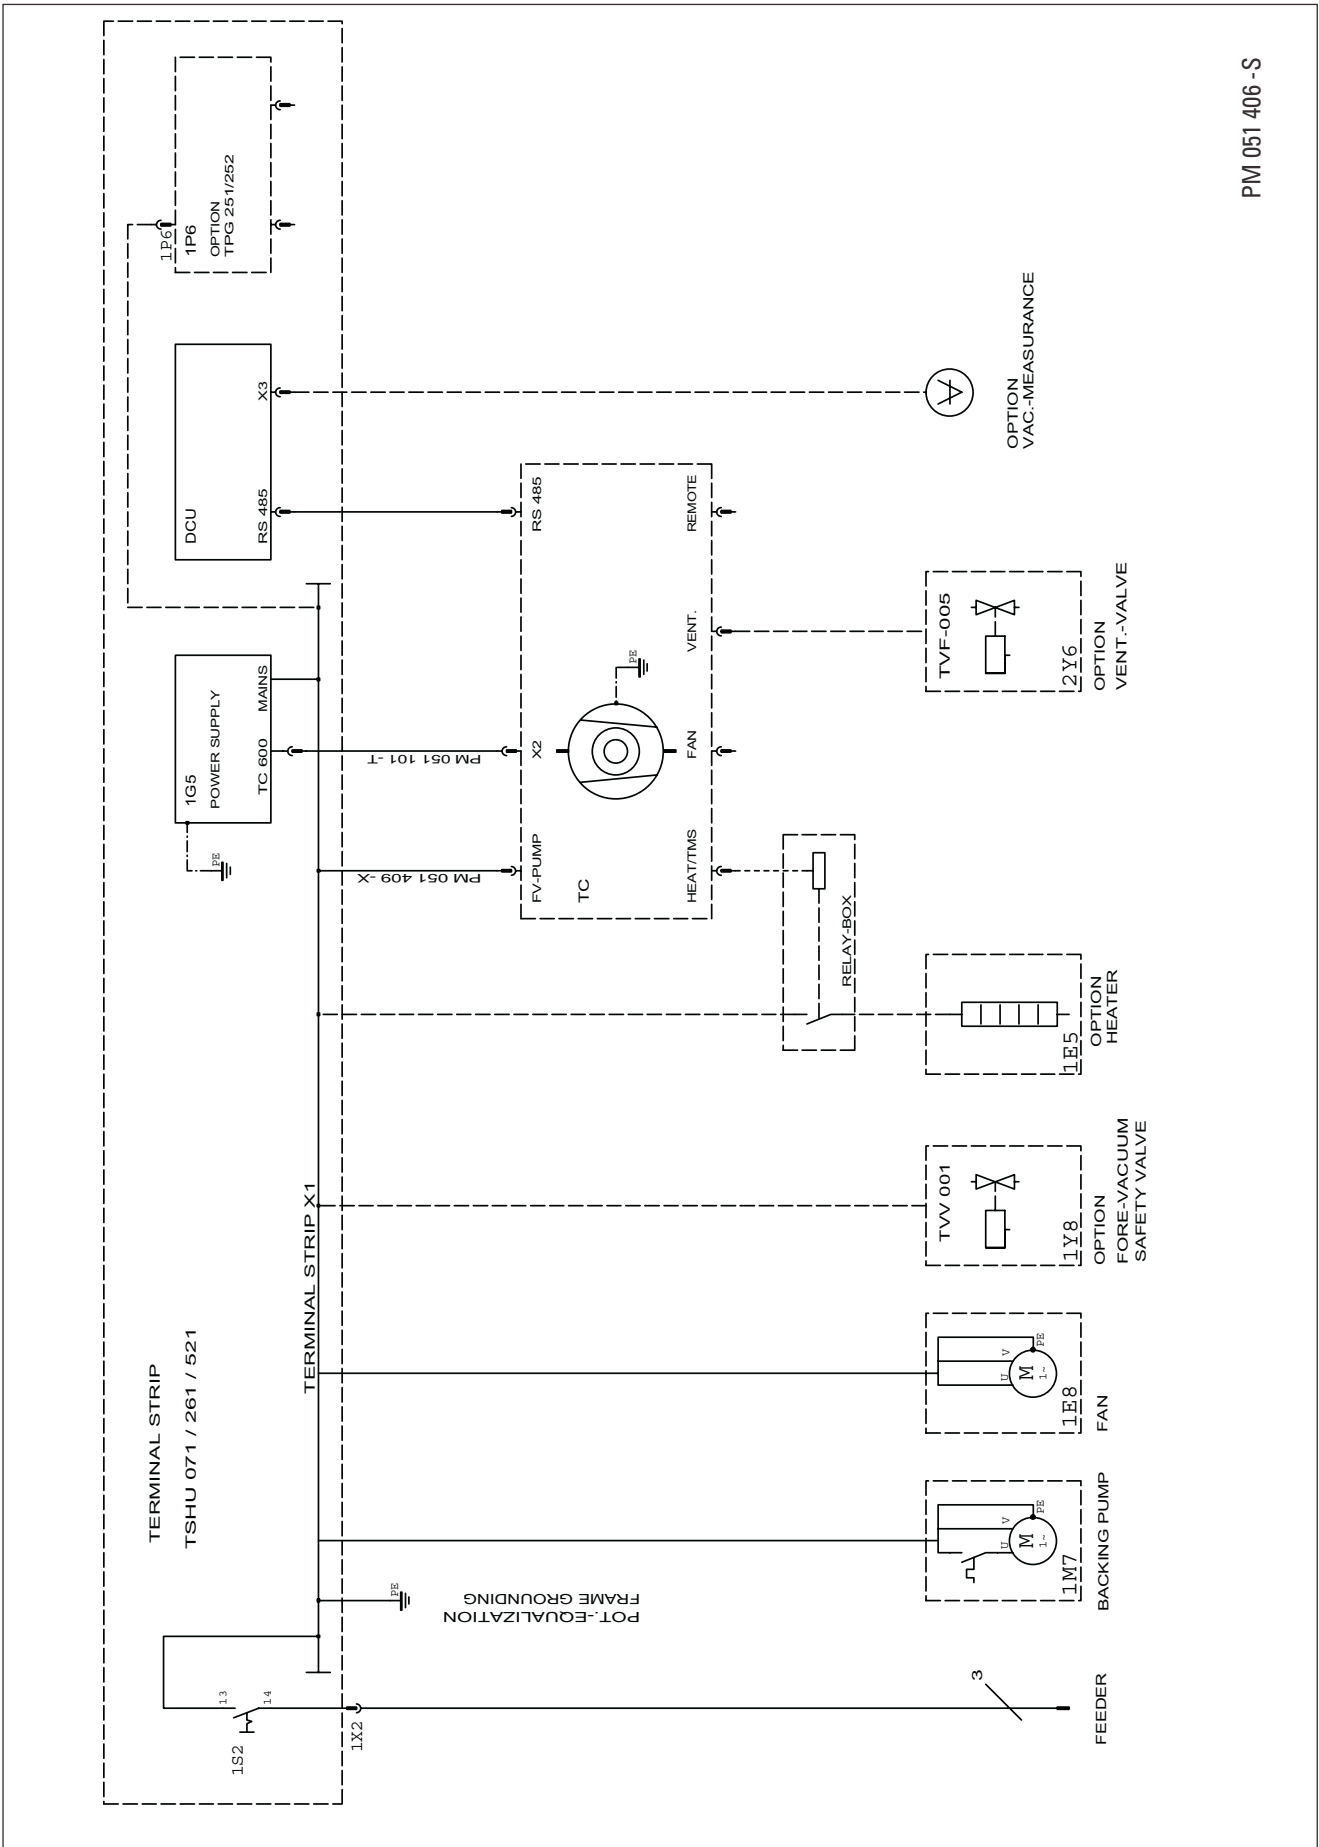 TERMINAL STRIP
TSHU 071 / 261 / 521
1S2
13
14
1X2
TERMINAL STRIP X1
PE
POT.-EQUALIZATION
FRAME GROUNDING
1G5
POWER SUPPLY
TC 600
MAINS
PE
DCU
RS 485
X3
1P6
1P6
OPTION
TPG 251/252
PM 051 409 -X
PM 051 101 -T
FV-PUMP
X2
RS 485
TC
PE
HEAT/TMS
FAN
VENT.
REMOTE
RELAY-BOX
3
FEEDER
U
V
PE
M
1~
1M7
BACKING PUMP
U
V
PE
M
1~
1E8
FAN
TVV 001
1Y8
OPTION
FORE-VACUUM
SAFETY VALVE
1E5
OPTION
HEATER
TVF-005
2Y6
OPTION
VENT.-VALVE
A
OPTION
VAC.-MEASURANCE
PM 051 406 -S